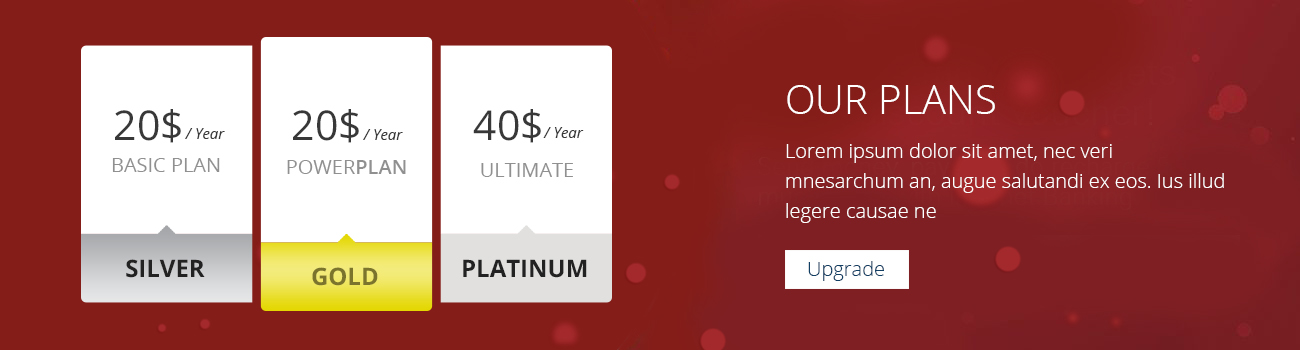 20$ / Year
BASIC PLAN
SILVER
20$ / Year
POWERPLAN
GOLD
40$ / Year
ULTIMATE
PLATINUM
OUR PLANS
Lorem ipsum dolor sit amet, nec veri
mnesarchum an, augue salutandi ex eos. Ius illud
legere causae ne
Upgrade